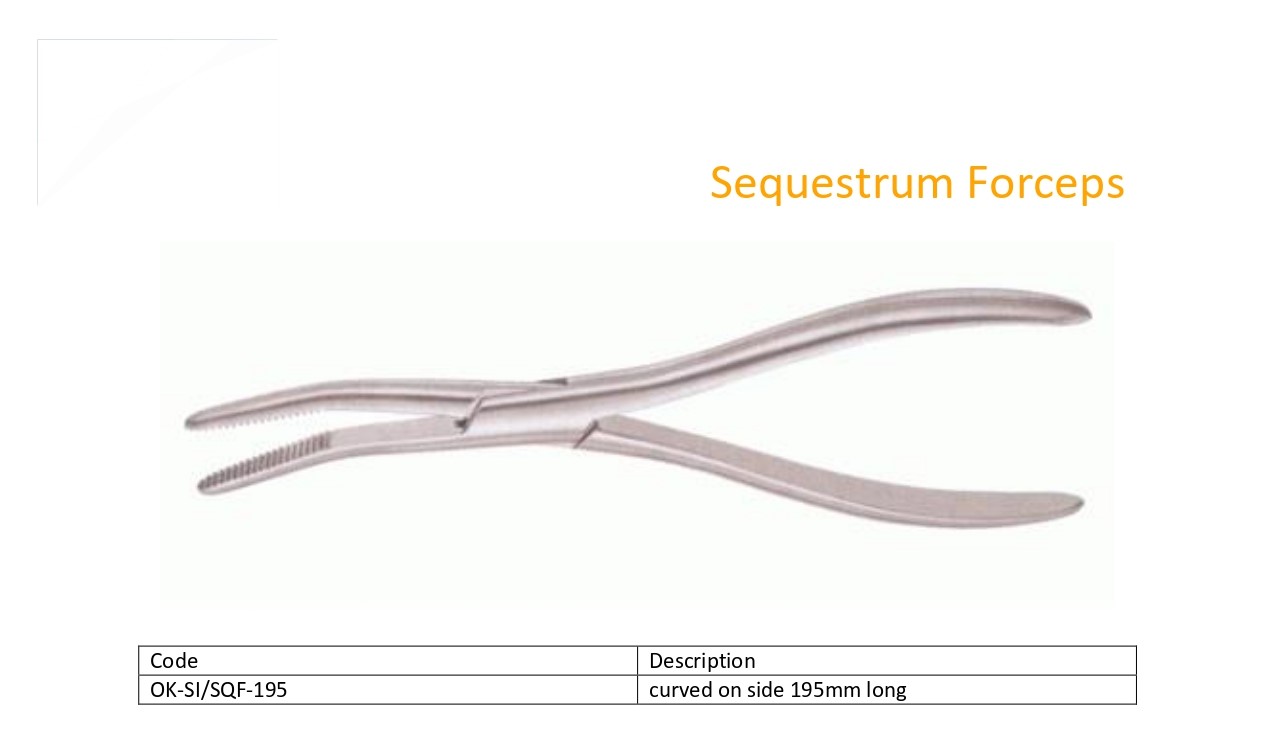 Sequestrum Forceps
Code
Description
OK-SI/SQF-195
curved on side 195mm long